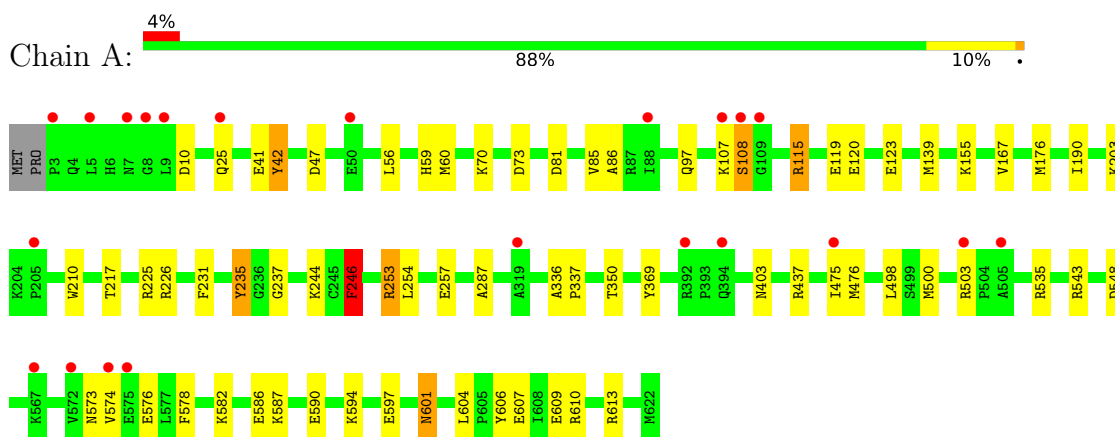 4%
Chain A:
88% 10% •
MET PRO P3 Q4 L5 H6 N7 G8 L9 D10 Q25 E41 Y42 D47 E50 L56 H59 M60 K70 D73 D81 V85 A86 R87 I88 Q97 K107 S108 G109 R115 E119 E120 E123 M139 K155 V167 M176 I190 K203
K204 P205 W210 T217 R225 R226 F231 Y235 G236 G237 K244 C245 F246 R253 L254 E257 A287 A319 A336 P337 T350 Y369 R392 P393 Q394 N403 R437 I475 M476 L498 S499 M500 R503 P504 A505 R535 R543 D548
K567 V572 N573 V574 E575 E576 L577 F578 K582 E586 K587 E590 K594 E597 N601 L604 P605 Y606 E607 I608 E609 R610 R613 M622